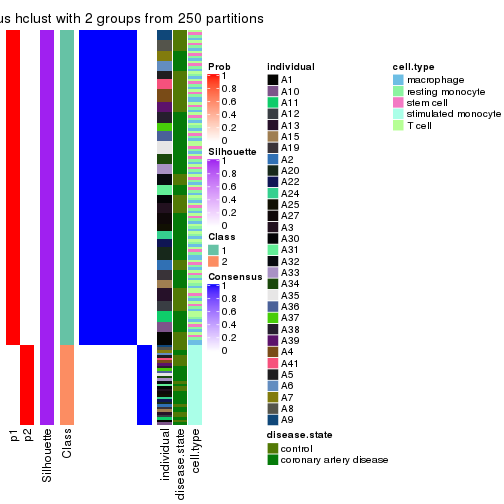 us hclust with 2 groups from 250 partitions
Prob
1
0.8
0.6
0.4
0.2
0
Silhouette
1
0.8
0.6
0.4
0.2
0
Class
1
2
Consensus
1
0.8
0.6
0.4
0.2
0
individual
A1
A10
A11
A12
A13
A15
A19
A2
A20
A22
A24
A25
A27
A3
A30
A31
A32
A33
A34
A35
A36
A37
A38
A39
A4
A41
A5
A6
A7
A8
A9
disease.state
control
coronary artery disease
cell.type
macrophage
resting monocyte
stem cell
stimulated monocyte
T cell
p1
p2
Silhouette
Class
individual
disease.state
cell.type